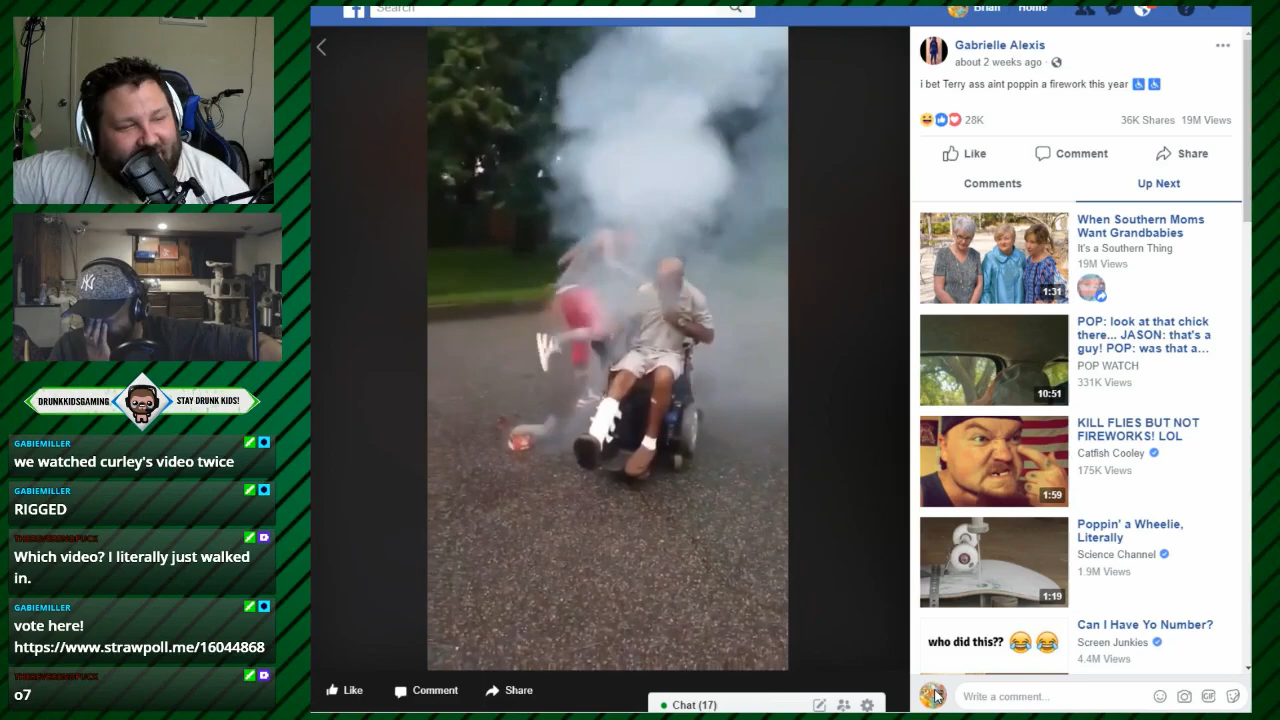 Search
Brian Home
Gabrielle Alexis
about 2 weeks ago
i bet Terry ass aint poppin a firework this year
28K
36K Shares 19M Views
Like Comment Share
Comments Up Next
When Southern Moms
Want Grandbabies
It's a Southern Thing
19M Views
1:31
POP: look at that chick
there... JASON: that's a
guy! POP: was that a...
POP WATCH
331K Views
10:51
KILL FLIES BUT NOT
FIREWORKS! LOL
Catfish Cooley
175K Views
1:59
Poppin' a Wheelie,
Literally
Science Channel
1.9M Views
1:19
Can I Have Yo Number?
Screen Junkies
4.4M Views
who did this??
Like Comment Share
Chat (17)
Write a comment...
GIF
DRUNKKIDSGAMING STAY DRUNK KIDS!
GABIEMILLER
we watched curley's video twice
GABIEMILLER
RIGGED
Which video? I literally just walked
in.
GABIEMILLER
vote here!
https://www.strawpoll.me/16044868
o7